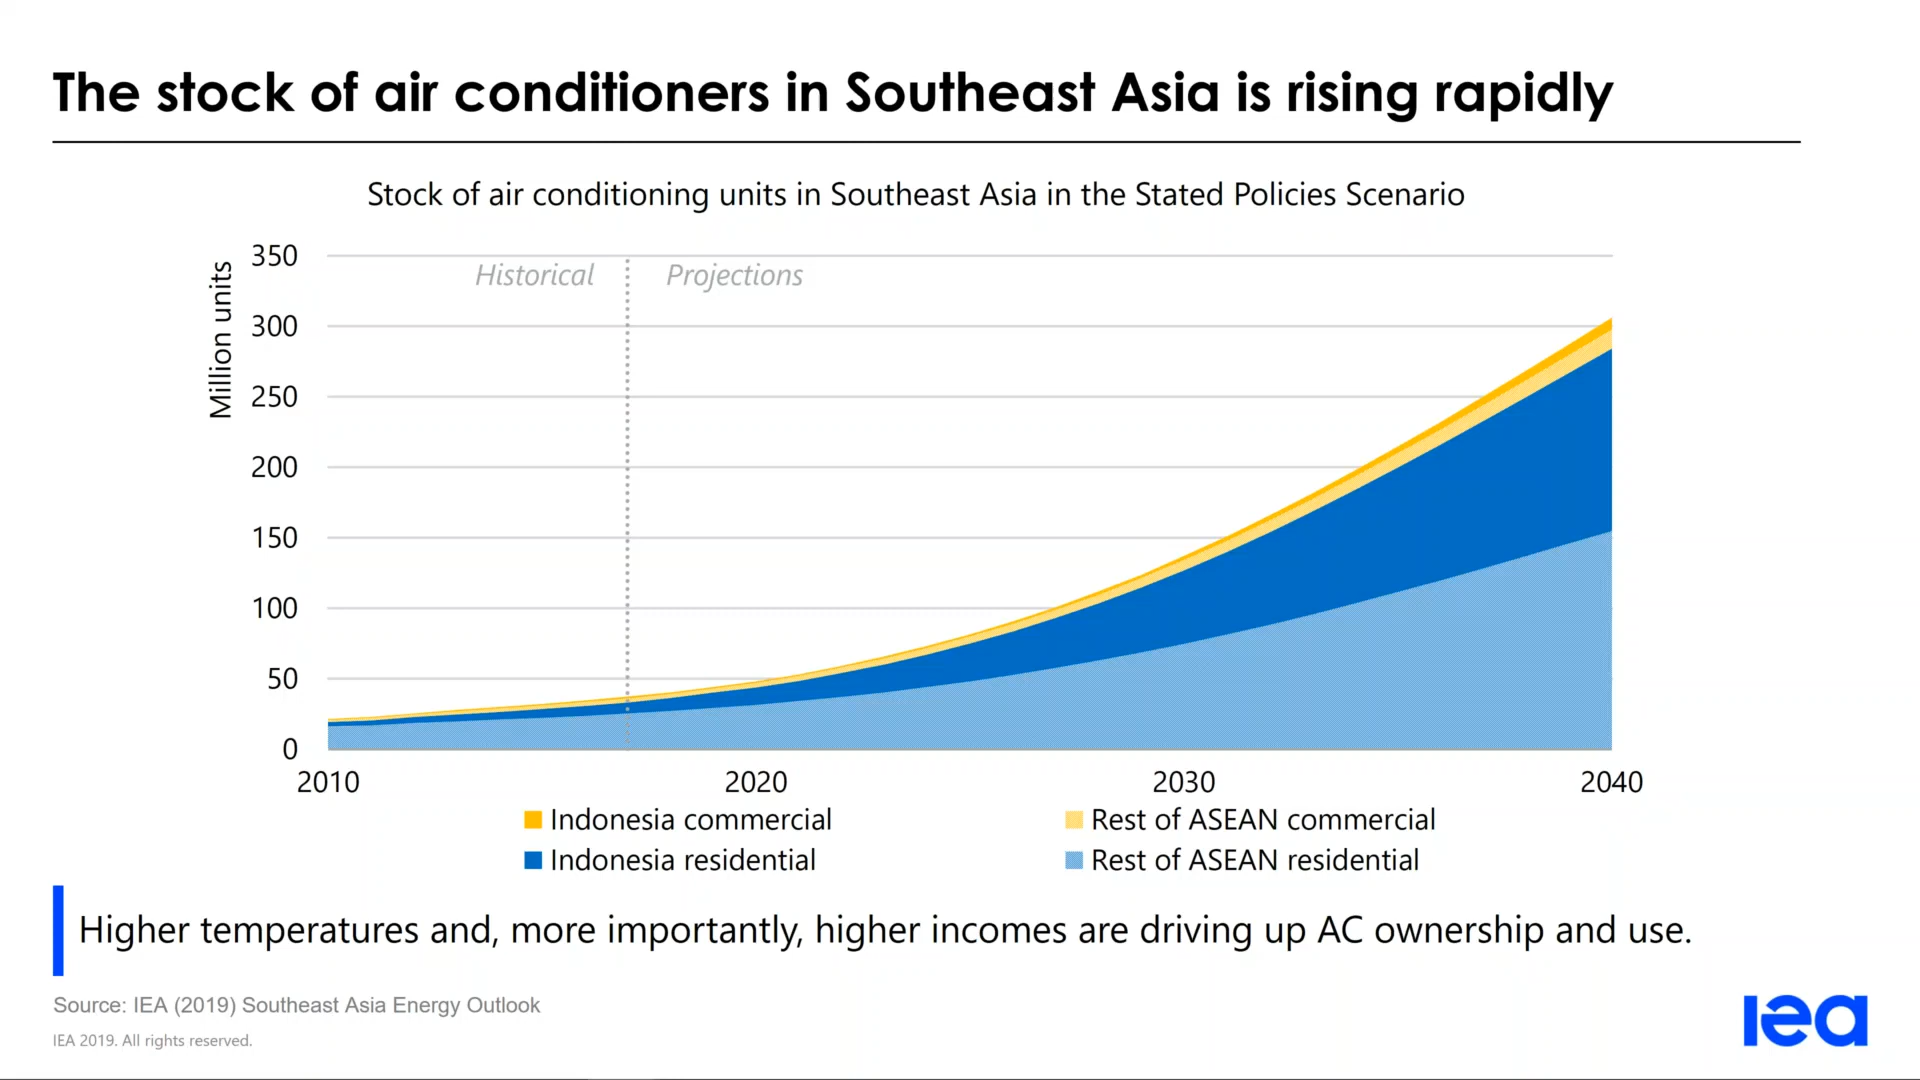 The stock of air conditioners in Southeast Asia is rising rapidly
Stock of air conditioning units in Southeast Asia in the Stated Policies Scenario
Million units
350
300
250
200
150
100
50
0
Historical
Projections
2010
2020
2030
2040
Indonesia commercial
Rest of ASEAN commercial
Indonesia residential
Rest of ASEAN residential
Higher temperatures and, more importantly, higher incomes are driving up AC ownership and use.
Source: IEA (2019) Southeast Asia Energy Outlook
IEA 2019. All rights reserved.
iea